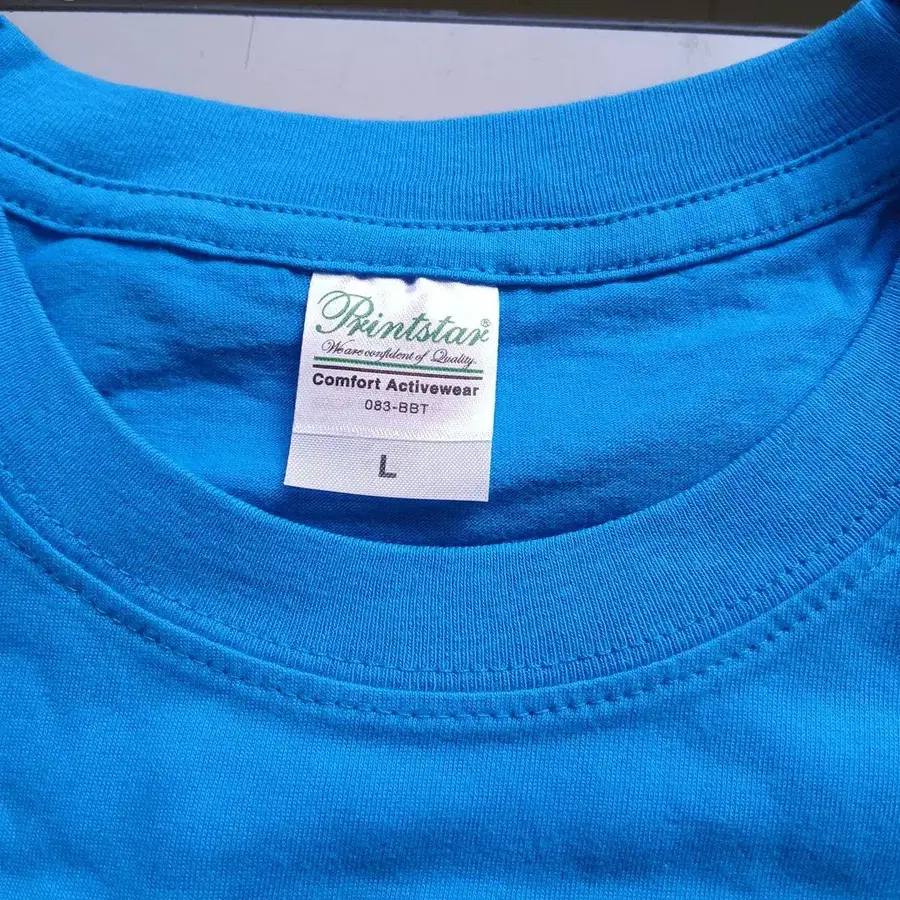 Printstar®
We are confident of Quality.
Comfort Activewear
083-BBT
L